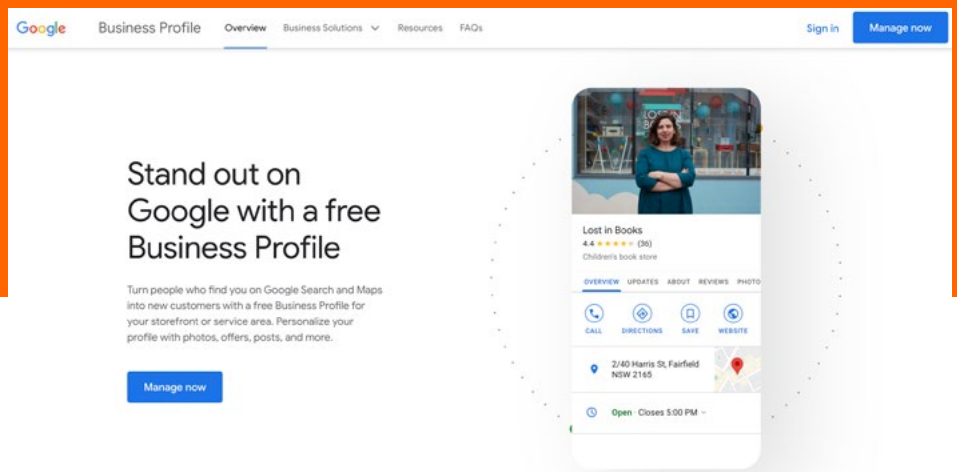 Google Business Profile Overview Business Solutions Resources FAQs Sign in Manage now
Stand out on
Google with a free
Business Profile
Turn people who find you on Google Search and Maps
into new customers with a free Business Profile for
your storefront or service area. Personalize your
profile with photos, offers, posts, and more.
Manage now
LOST IN
Lost in Books
4.4 (36)
Children's book store
OVERVIEW UPDATES ABOUT REVIEWS PHOTO
CALL DIRECTIONS SAVE WEBSITE
2/40 Harris St, Fairfield
NSW 2165
Open · Closes 5:00 PM